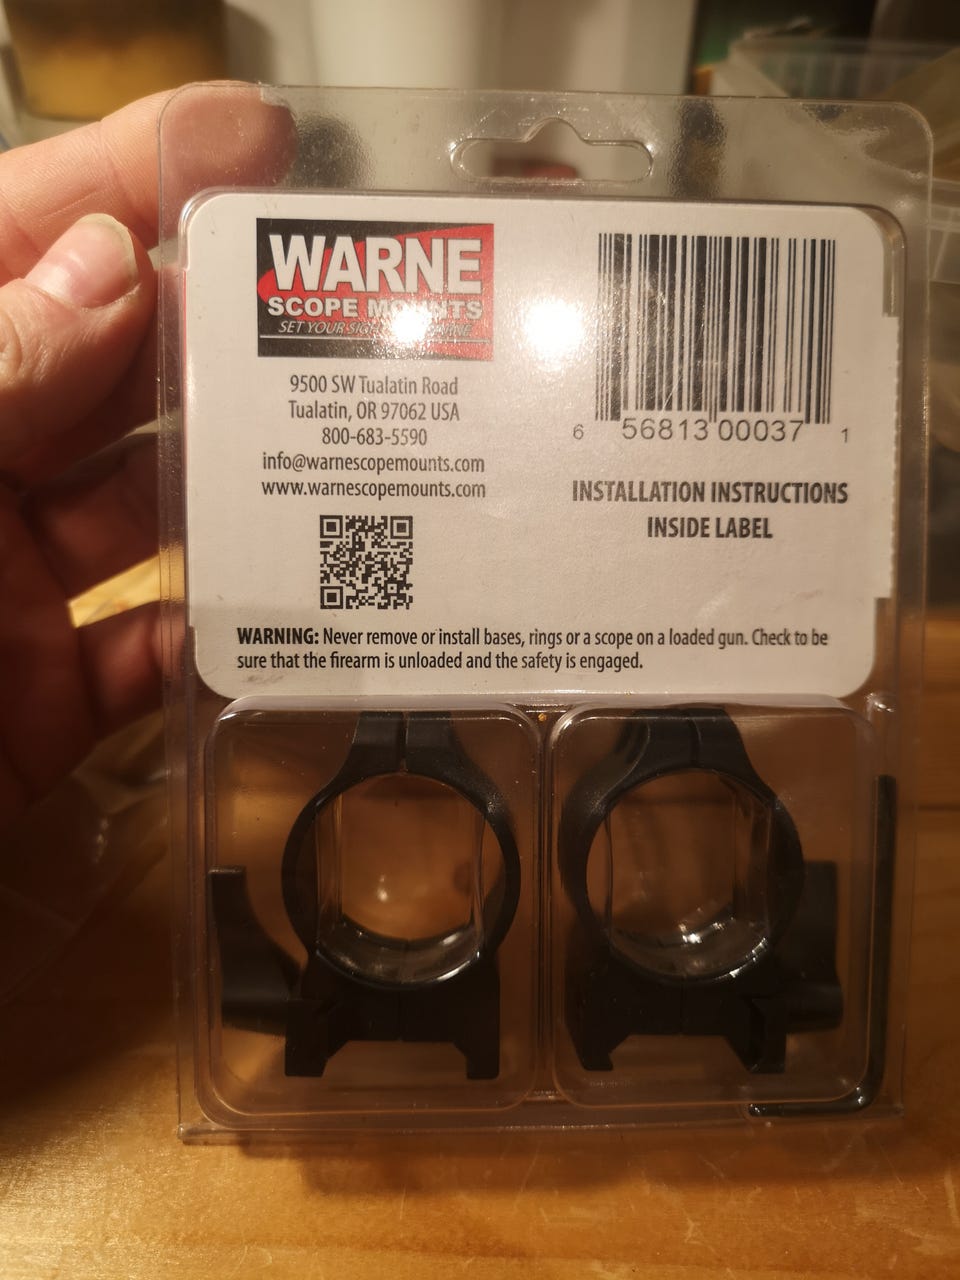 WARNE
SCOPE MOUNTS
SET YOUR
9500 SW Tualatin Road
Tualatin, OR 97062 USA
800-683-5590
info@warnescopemounts.com
www.warnescopemounts.com
6 56813 00037 1
INSTALLATION INSTRUCTIONS
INSIDE LABEL
WARNING: Never remove or install bases, rings or a scope on a loaded gun. Check to be
sure that the firearm is unloaded and the safety is engaged.